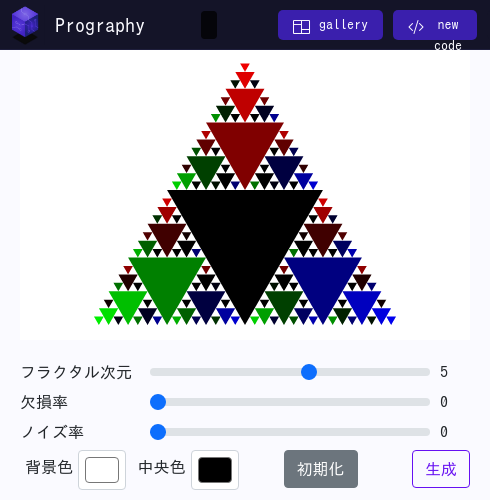 Prography
gallery
new
code
フラクタル次元 5
欠損率 0
ノイズ率 0
背景色 中央色 初期化 生成